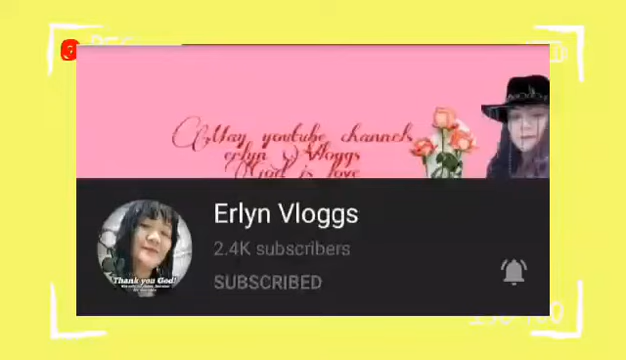 May youtube channel
erlyn Vloggs
God is love
Erlyn Vloggs
2.4K subscribers
SUBSCRIBED
Thank you God!